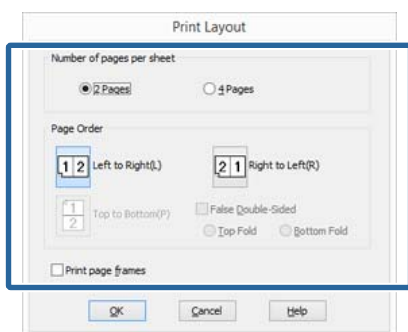 Print Layout
Number of pages per sheet
2 Pages
4 Pages
Page Order
1 2 Left to Right(L)
2 1 Right to Left(R)
1
2
Top to Bottom(P)
False Double-Sided
Top Fold
Bottom Fold
Print page frames
OK
Cancel
Help